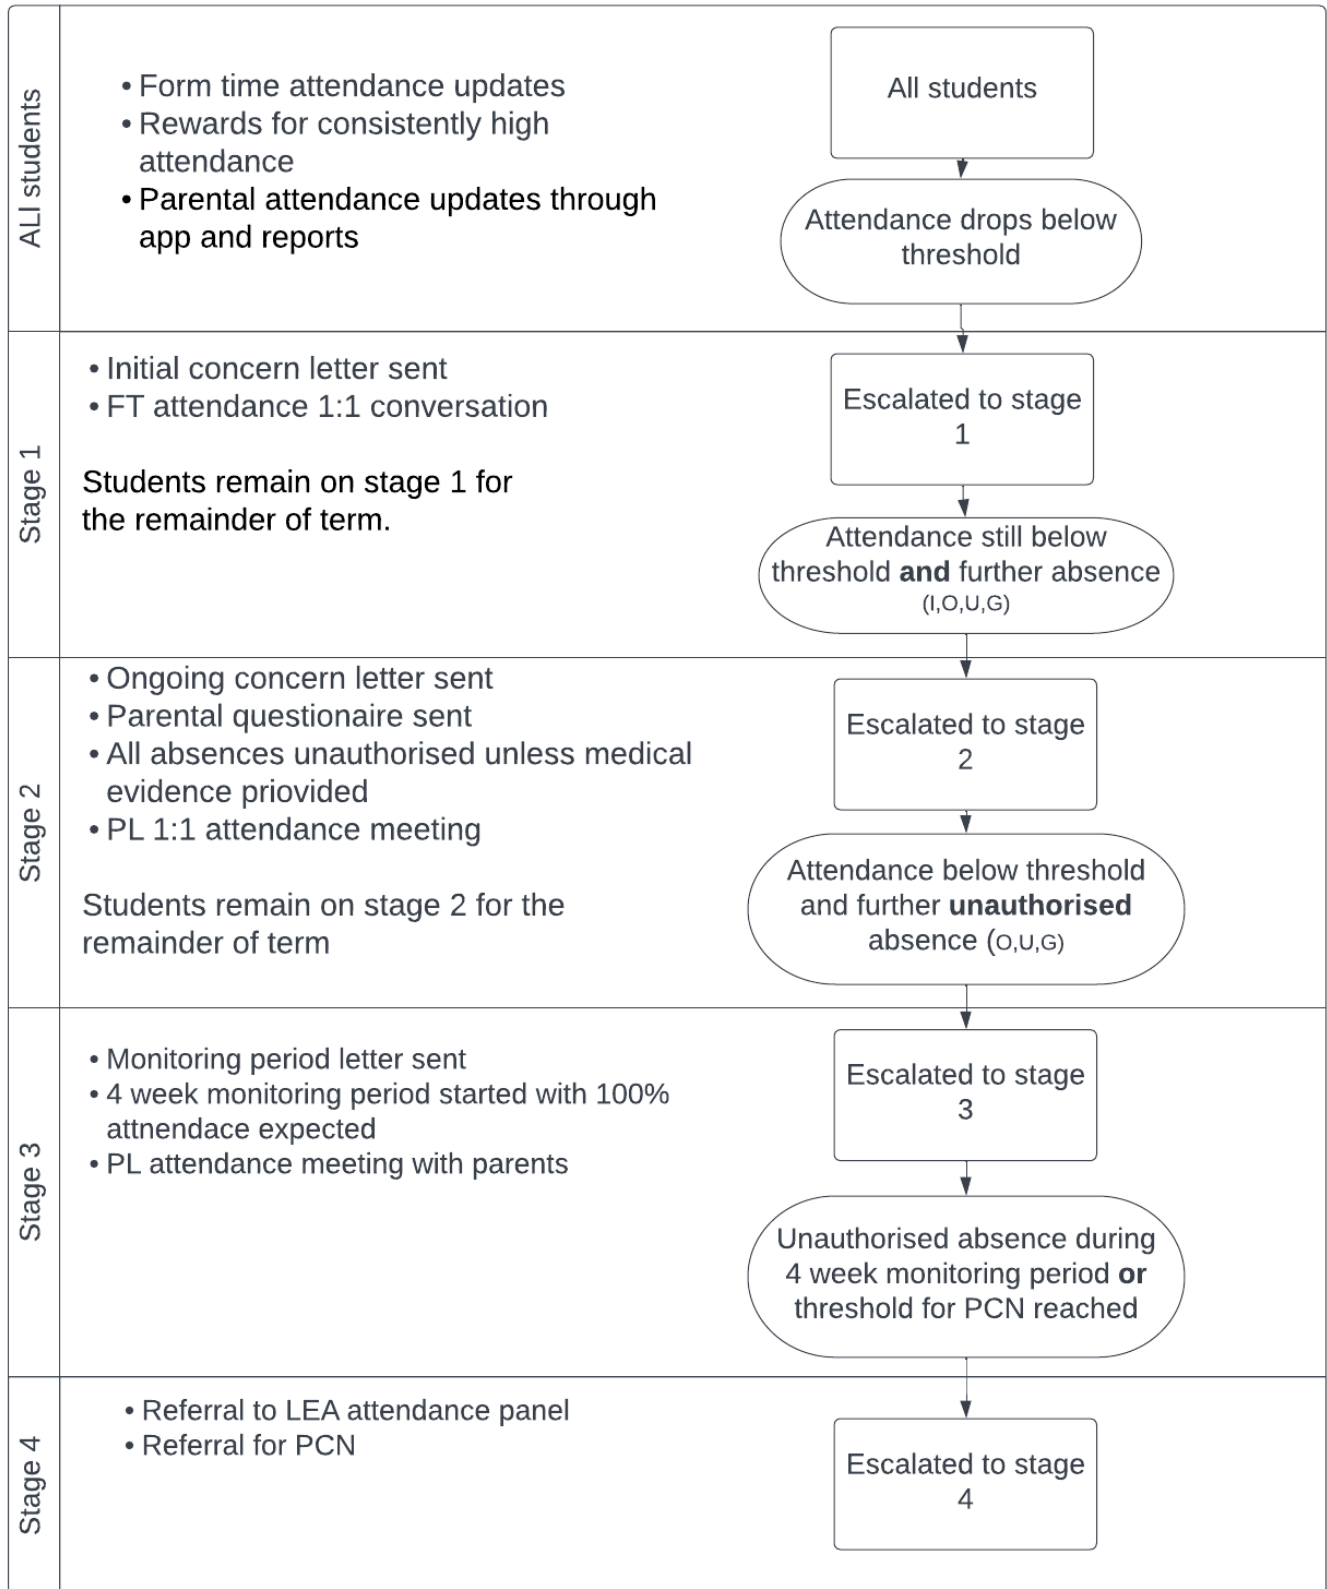 ALl students
• Form time attendance updates
• Rewards for consistently high
attendance
• Parental attendance updates through
app and reports
All students
Attendance drops below
threshold
Stage 1
• Initial concern letter sent
• FT attendance 1:1 conversation
Students remain on stage 1 for
the remainder of term.
Escalated to stage
1
Attendance still below
threshold and further absence
(I,O,U,G)
Stage 2
• Ongoing concern letter sent
• Parental questionaire sent
• All absences unauthorised unless medical
evidence priovided
• PL 1:1 attendance meeting
Students remain on stage 2 for the
remainder of term
Escalated to stage
2
Attendance below threshold
and further unauthorised
absence (O,U,G)
Stage 3
• Monitoring period letter sent
• 4 week monitoring period started with 100%
attnendace expected
• PL attendance meeting with parents
Escalated to stage
3
Unauthorised absence during
4 week monitoring period or
threshold for PCN reached
Stage 4
• Referral to LEA attendance panel
• Referral for PCN
Escalated to stage
4